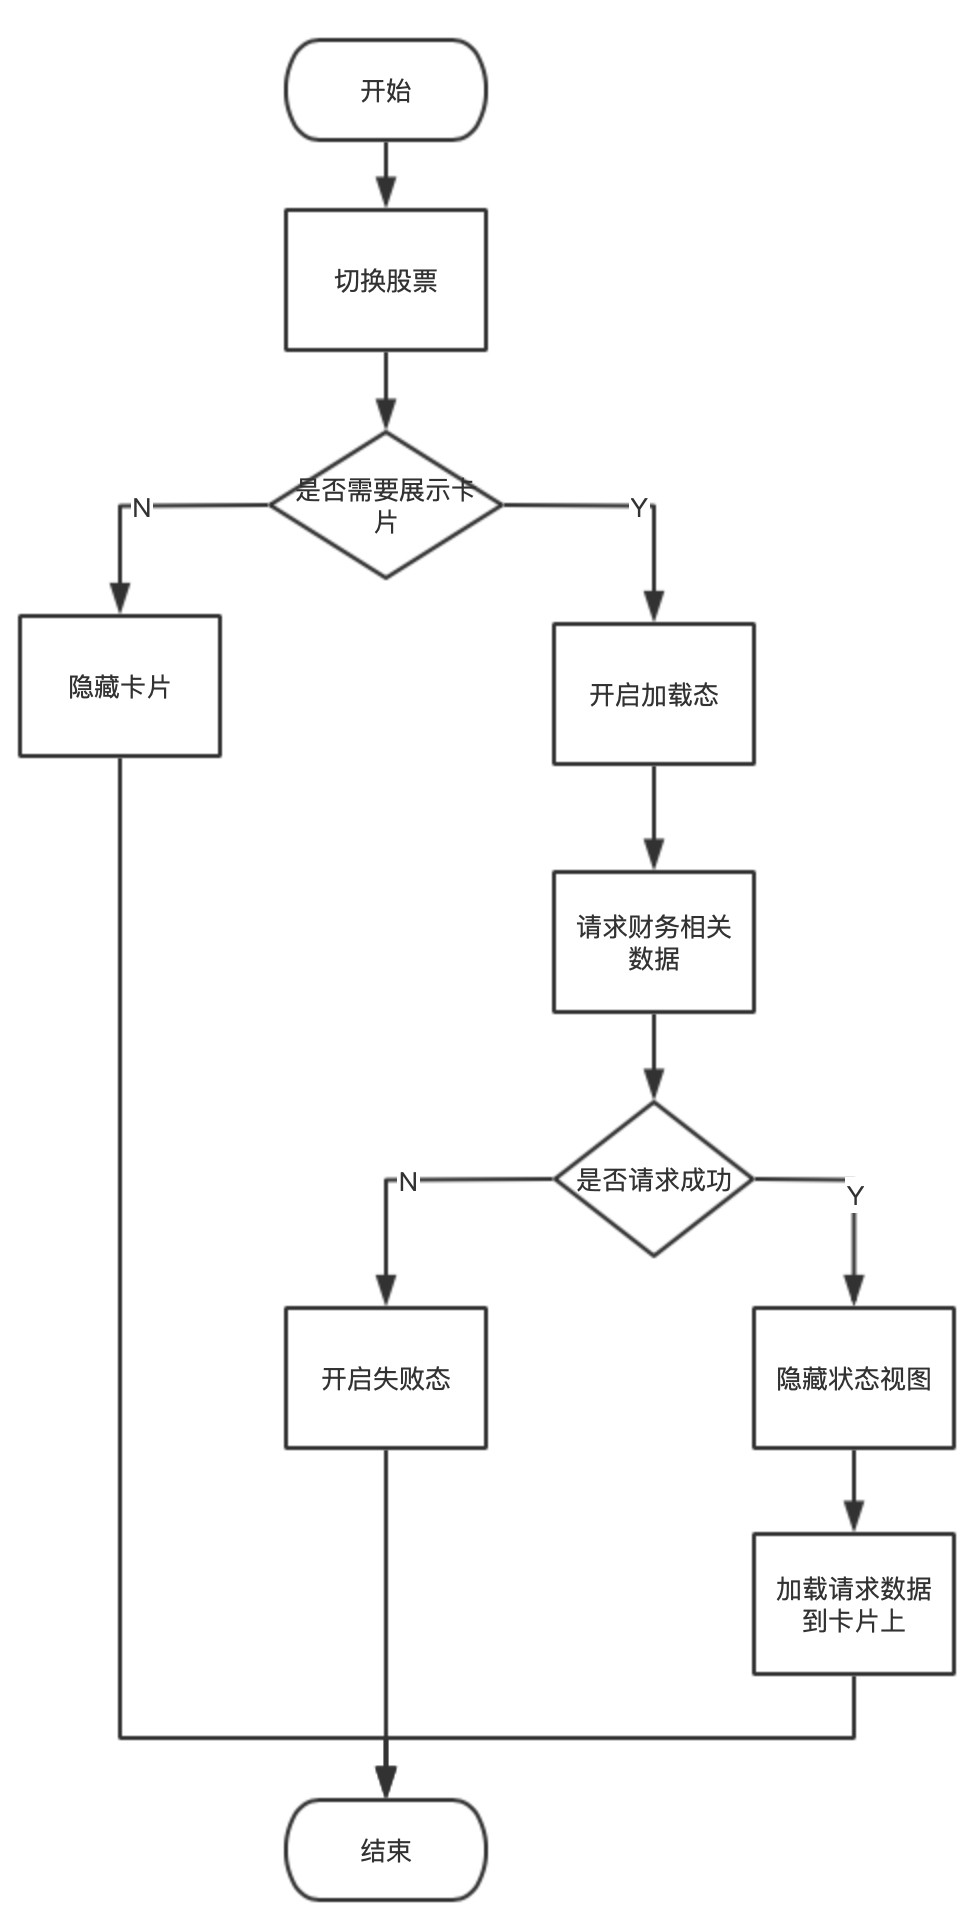 开始
切换股票
是否需要展示卡
片
N
Y
隐藏卡片
开启加载态
请求财务相关
数据
是否请求成功
N
Y
开启失败态
隐藏状态视图
加载请求数据
到卡片上
结束